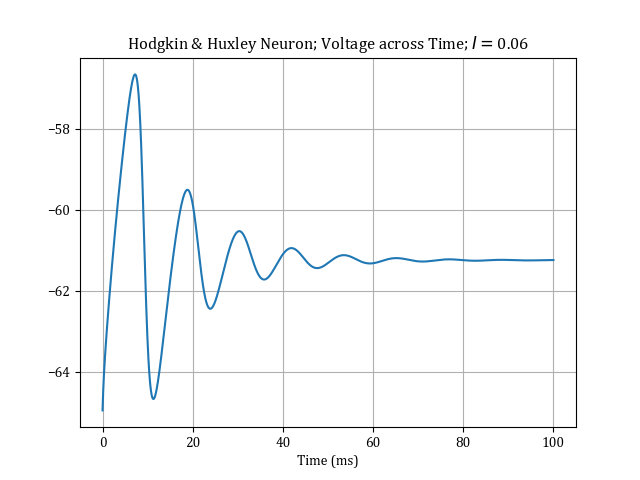 Hodgkin & Huxley Neuron; Voltage across Time; I = 0.06
−58
−60
−62
−64
0 20 40 60 80 100
Time (ms)